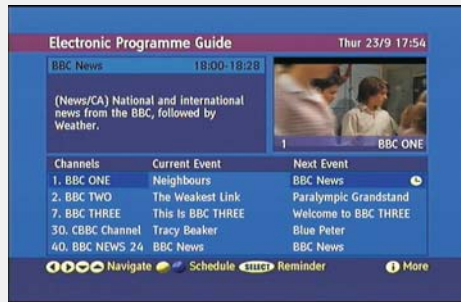 Electronic Programme Guide Thur 23/9 17:54
BBC News 18:00-18:28
(News/CA) National and international
news from the BBC, followed by
Weather.
1 BBC ONE
Channels Current Event Next Event
1. BBC ONE Neighbours BBC News
2. BBC TWO The Weakest Link Paralympic Grandstand
7. BBC THREE This Is BBC THREE Welcome to BBC THREE
30. CBBC Channel Tracy Beaker Blue Peter
40. BBC NEWS 24 BBC News BBC News
Navigate Schedule SELECT Reminder i More